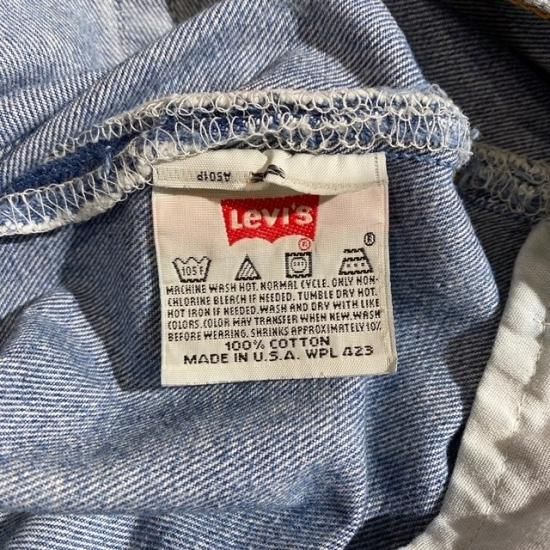 A501P
Levi's
®
®
105F
MACHINE WASH HOT. NORMAL CYCLE. ONLY NON-
CHLORINE BLEACH IF NEEDED. TUMBLE DRY HOT.
HOT IRON IF NEEDED. WASH AND DRY WITH LIKE
COLORS. COLOR MAY TRANSFER WHEN NEW. WASH
BEFORE WEARING. SHRINKS APPROXIMATELY 10%
100% COTTON
MADE IN U.S.A. WPL 423